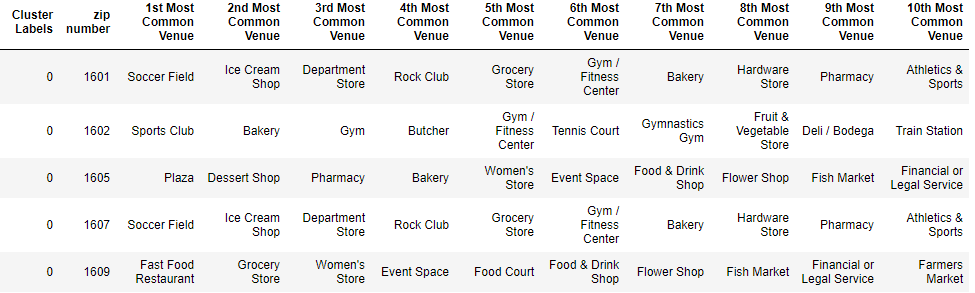 Cluster Labels zip number 1st Most Common Venue 2nd Most Common Venue 3rd Most Common Venue 4th Most Common Venue 5th Most Common Venue 6th Most Common Venue 7th Most Common Venue 8th Most Common Venue 9th Most Common Venue 10th Most Common Venue
0 1601 Soccer Field Ice Cream Shop Department Store Rock Club Grocery Store Gym / Fitness Center Bakery Hardware Store Pharmacy Athletics & Sports
0 1602 Sports Club Bakery Gym Butcher Gym / Fitness Center Tennis Court Gymnastics Gym Fruit & Vegetable Store Deli / Bodega Train Station
0 1605 Plaza Dessert Shop Pharmacy Bakery Women's Store Event Space Food & Drink Shop Flower Shop Fish Market Financial or Legal Service
0 1607 Soccer Field Ice Cream Shop Department Store Rock Club Grocery Store Gym / Fitness Center Bakery Hardware Store Pharmacy Athletics & Sports
0 1609 Fast Food Restaurant Grocery Store Women's Store Event Space Food Court Food & Drink Shop Flower Shop Fish Market Financial or Legal Service Farmers Market